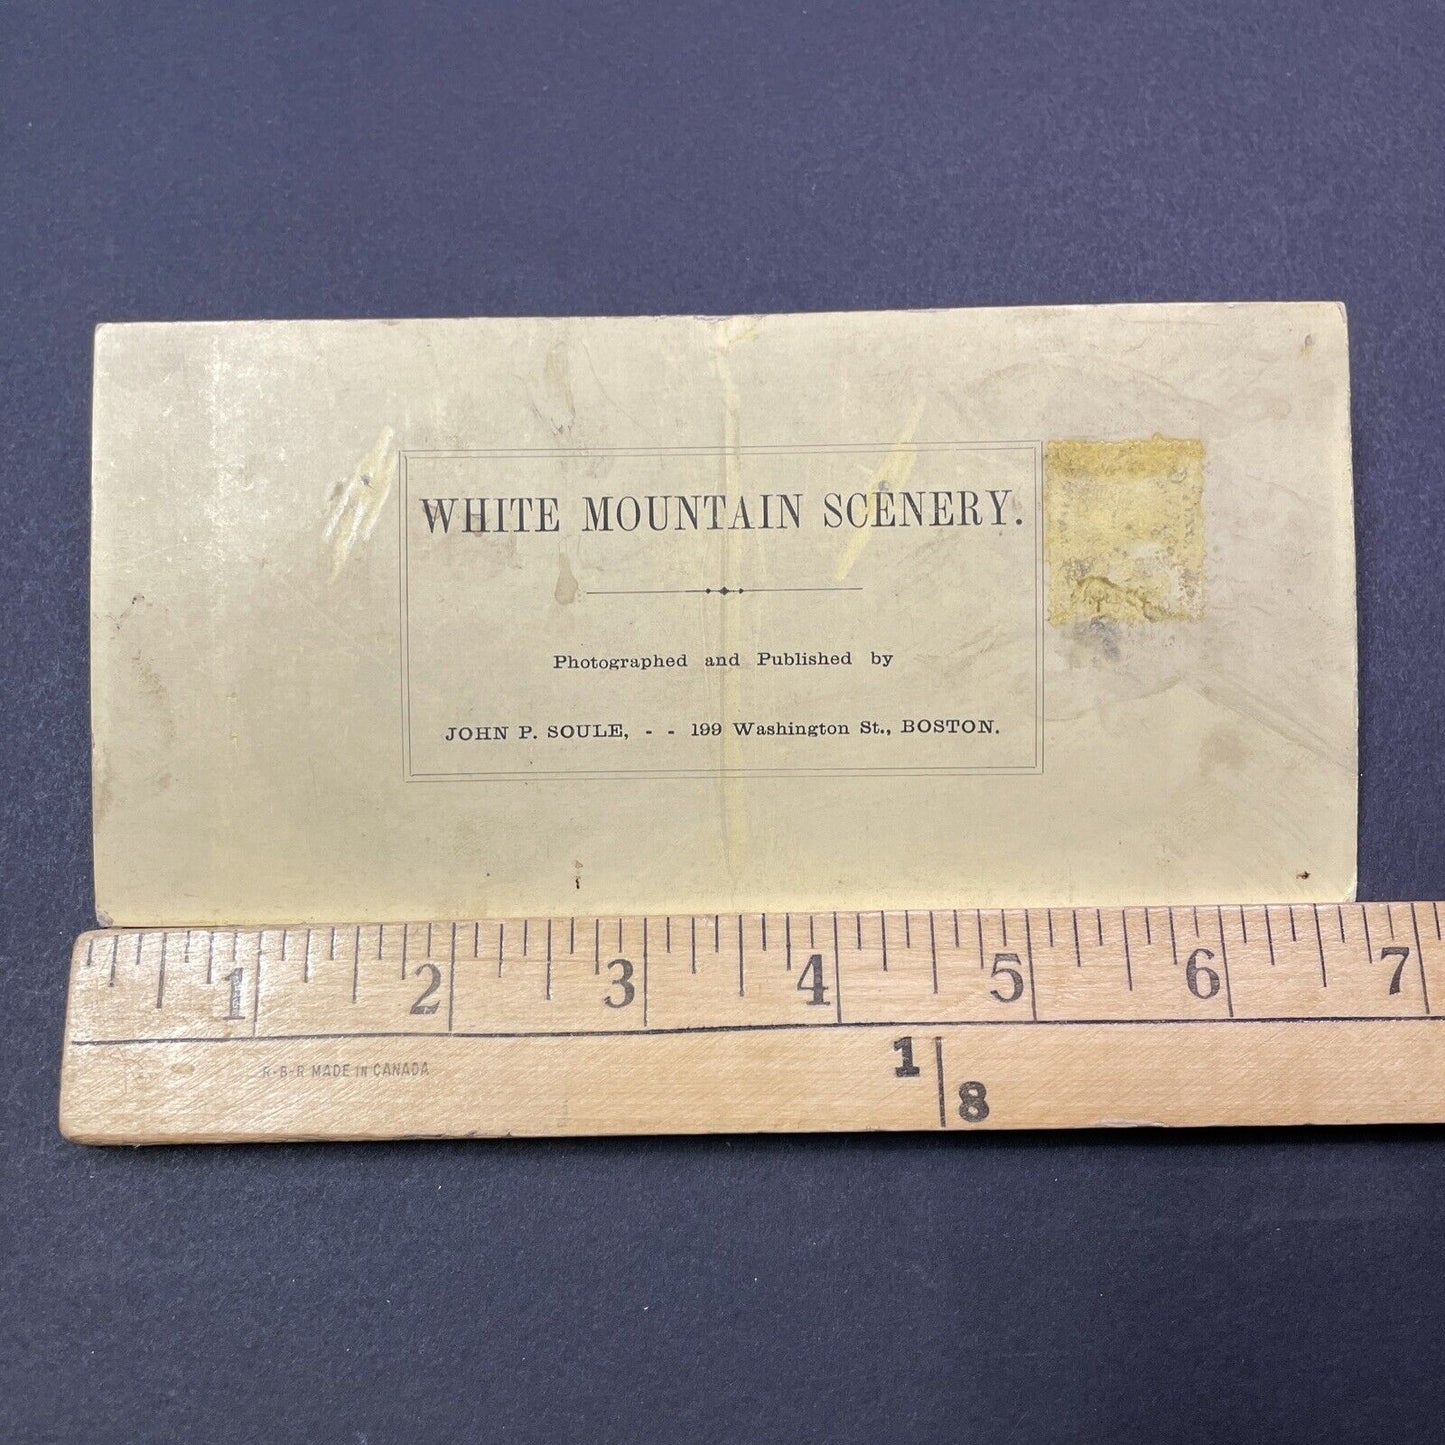 WHITE MOUNTAIN SCENERY.
Photographed and Published by
JOHN P. SOULE, - - 199 Washington St., BOSTON.
1 2 3 4 5 6 7
R-B-R MADE IN CANADA
1
8